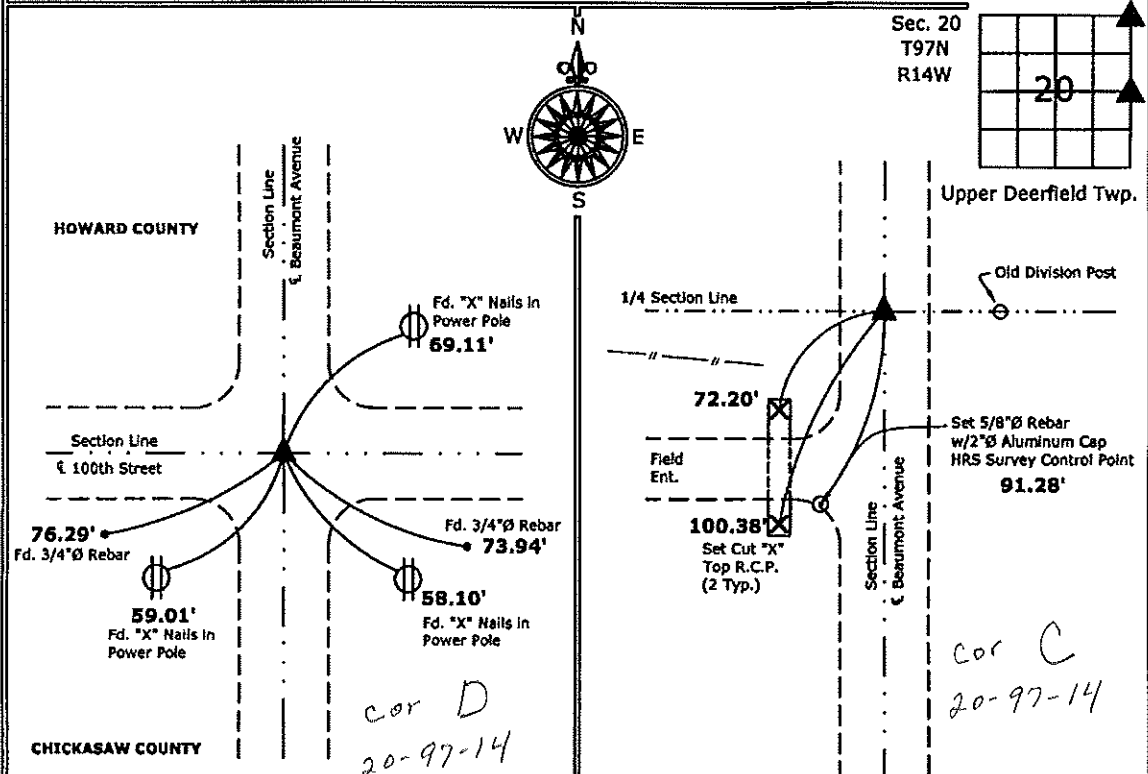 N
W
E
S
Sec. 20
T97N
R14W
20
Upper Deerfield Twp.
HOWARD COUNTY
Section Line
℄ Beaumont Avenue
Fd. "X" Nails in
Power Pole
69.11'
Section Line
℄ 100th Street
76.29'
Fd. 3/4"Ø Rebar
Fd. 3/4"Ø Rebar
73.94'
59.01'
Fd. "X" Nails in
Power Pole
58.10'
Fd. "X" Nails in
Power Pole
cor D
20-97-14
CHICKASAW COUNTY
1/4 Section Line
Old Division Post
72.20'
Field
Ent.
Set 5/8"Ø Rebar
w/2"Ø Aluminum Cap
HRS Survey Control Point
91.28'
100.38'
Set Cut "X"
Top R.C.P.
(2 Typ.)
Section Line
℄ Beaumont Avenue
cor C
20-97-14